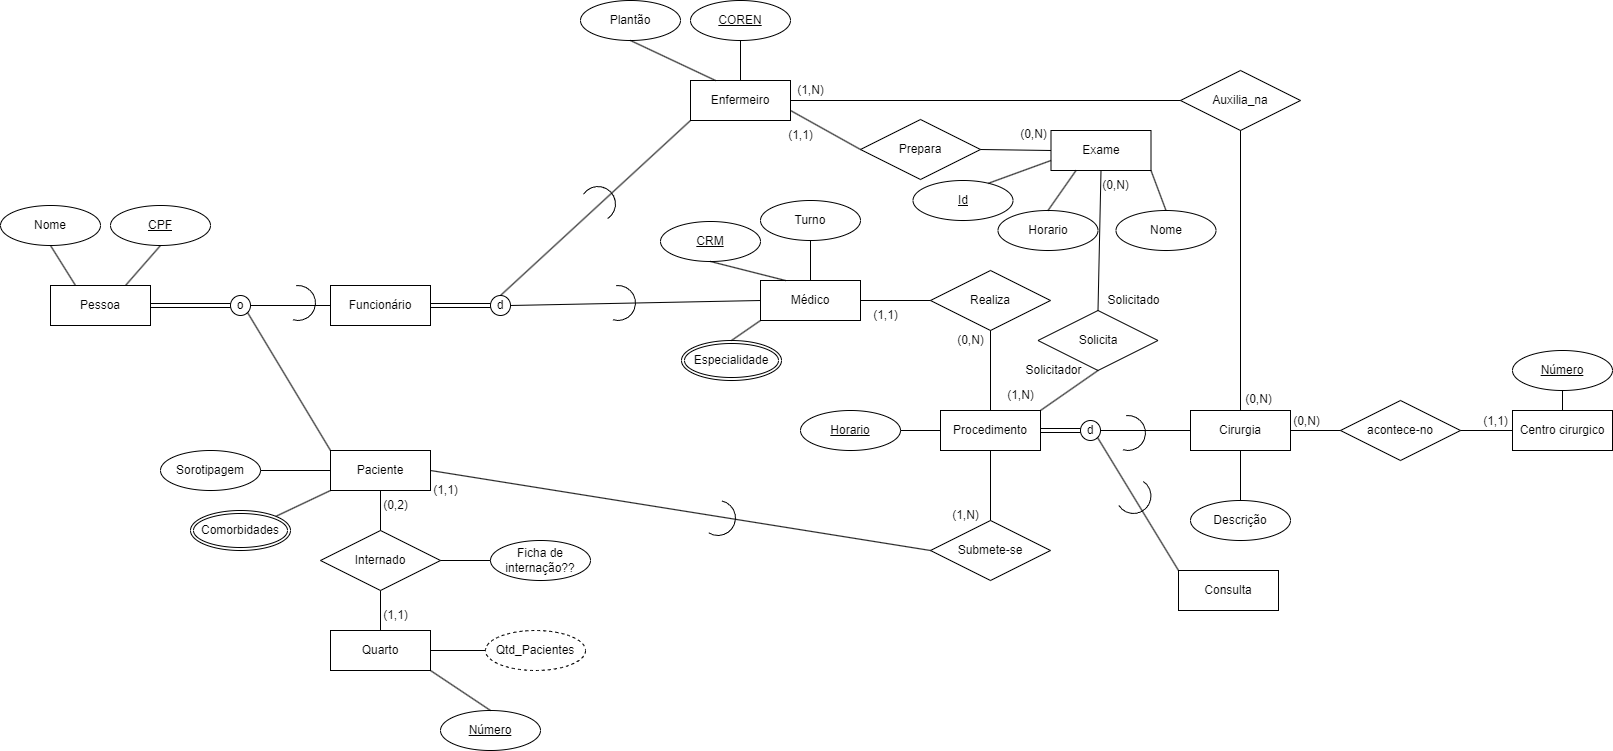 Plantão
COREN
Enfermeiro
(1,N)
Auxilia_na
(1,1)
Prepara
(0,N)
Exame
(0,N)
Id
Horario
Nome
Nome
CPF
CRM
Turno
Pessoa
o
Funcionário
d
Médico
(1,1)
Realiza
Solicitado
(0,N)
Solicita
Especialidade
Solicitador
Número
(1,N)
(0,N)
Horario
Procedimento
d
Cirurgia
(0,N)
acontece-no
(1,1)
Centro cirurgico
Sorotipagem
Paciente
(1,1)
(0,2)
Comorbidades
(1,N)
Descrição
Internado
Ficha de
internação??
Submete-se
Consulta
(1,1)
Quarto
Qtd_Pacientes
Número